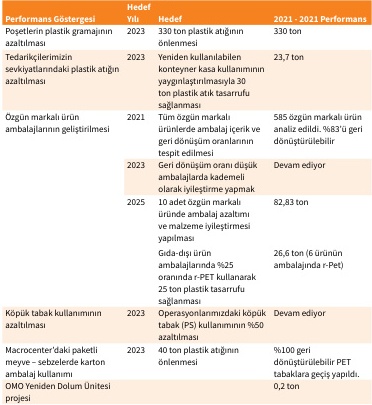 Performans Göstergesi Hedef Yılı Hedef 2021 - 2021 Performans
Poşetlerin plastik gramajının 2023 330 ton plastik atığının 330 ton
azaltılması önlenmesi
Tedarikçilerimizin 2023 Yeniden kullanılabilen 23,7 ton
sevkiyatlarındaki plastik atığın konteyner kasa kullanımının
azaltılması yaygınlaştırılmasıyla 30
ton plastik atık tasarrufu
sağlanması
Özgün markalı ürün 2021 Tüm özgün markalı 585 özgün markalı ürün
ambalajlarının geliştirilmesi ürünlerde ambalaj içerik ve analiz edildi. %83'ü geri
geri dönüşüm oranlarının dönüştürülebilir
tespit edilmesi
2023 Geri dönüşüm oranı düşük Devam ediyor
ambalajlarda kademeli
olarak iyileştirme yapmak
2025 10 adet özgün markalı 82,83 ton
üründe ambalaj azaltımı
ve malzeme iyileştirmesi
yapılması
Gıda-dışı ürün 26,6 ton (6 ürünün
ambalajlarında %25 ambalajında r-Pet)
oranında r-PET kullanarak
25 ton plastik tasarrufu
sağlanması
Köpük tabak kullanımının 2023 Operasyonlarımızdaki köpük Devam ediyor
azaltılması tabak (PS) kullanımının %50
azaltılması
Macrocenter'daki paketli 2023 40 ton plastik atığının %100 geri
meyve – sebzelerde karton önlenmesi dönüştürülebilir PET
ambalaj kullanımı tabaklara geçiş yapıldı.
OMO Yeniden Dolum Ünitesi 0,2 ton
projesi